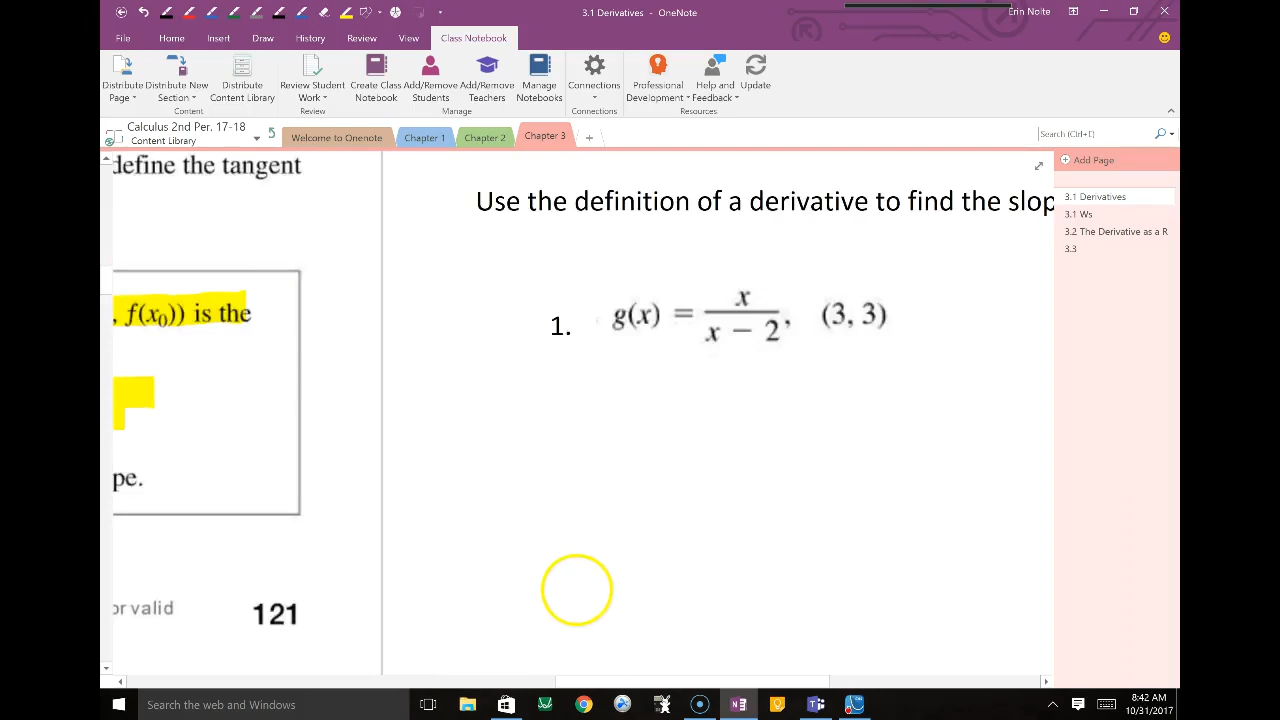 3.1 Derivatives - OneNote
Erin Nolte
File Home Insert Draw History Review View Class Notebook
Distribute Page
Distribute New Section
Distribute Content Library
Review Student Work
Create Class Notebook
Add/Remove Students
Add/Remove Teachers
Manage Notebooks
Connections
Professional Development
Help and Feedback
Update
Content Review Manage Connections Resources
Calculus 2nd Per. 17-18
Content Library
Welcome to Onenote Chapter 1 Chapter 2 Chapter 3 +
Search (Ctrl+E)
Add Page
3.1 Derivatives
3.1 Ws
3.2 The Derivative as a R
3.3
define the tangent
, f(x₀)) is the
pe.
or valid 121
Use the definition of a derivative to find the slop
1. g(x) = x / (x − 2), (3, 3)
Search the web and Windows
8:42 AM
10/31/2017